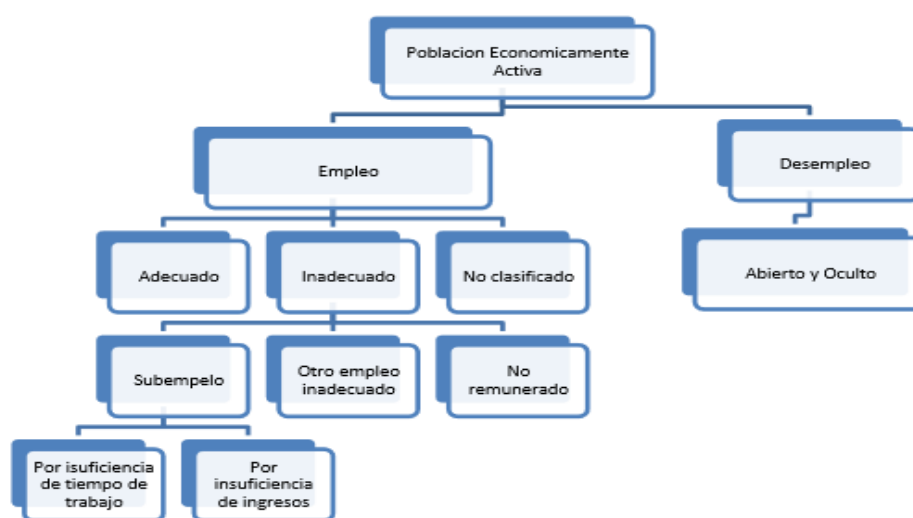 Poblacion Economicamente
Activa
Empleo
Desempleo
Adecuado
Inadecuado
No clasificado
Abierto y Oculto
Subempelo
Otro empleo
inadecuado
No
remunerado
Por isuficiencia
de tiempo de
trabajo
Por
insuficiencia
de ingresos